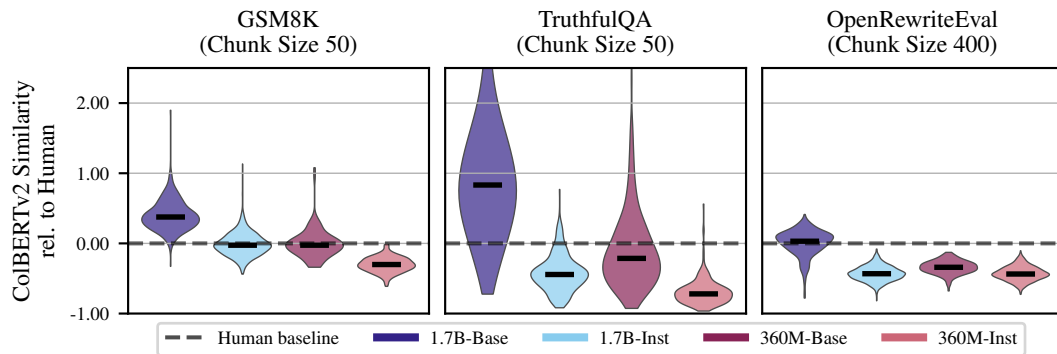 GSM8K
(Chunk Size 50)
TruthfulQA
(Chunk Size 50)
OpenRewriteEval
(Chunk Size 400)
ColBERTv2 Similarity
rel. to Human
2.00
1.00
0.00
-1.00
Human baseline 1.7B-Base 1.7B-Inst 360M-Base 360M-Inst